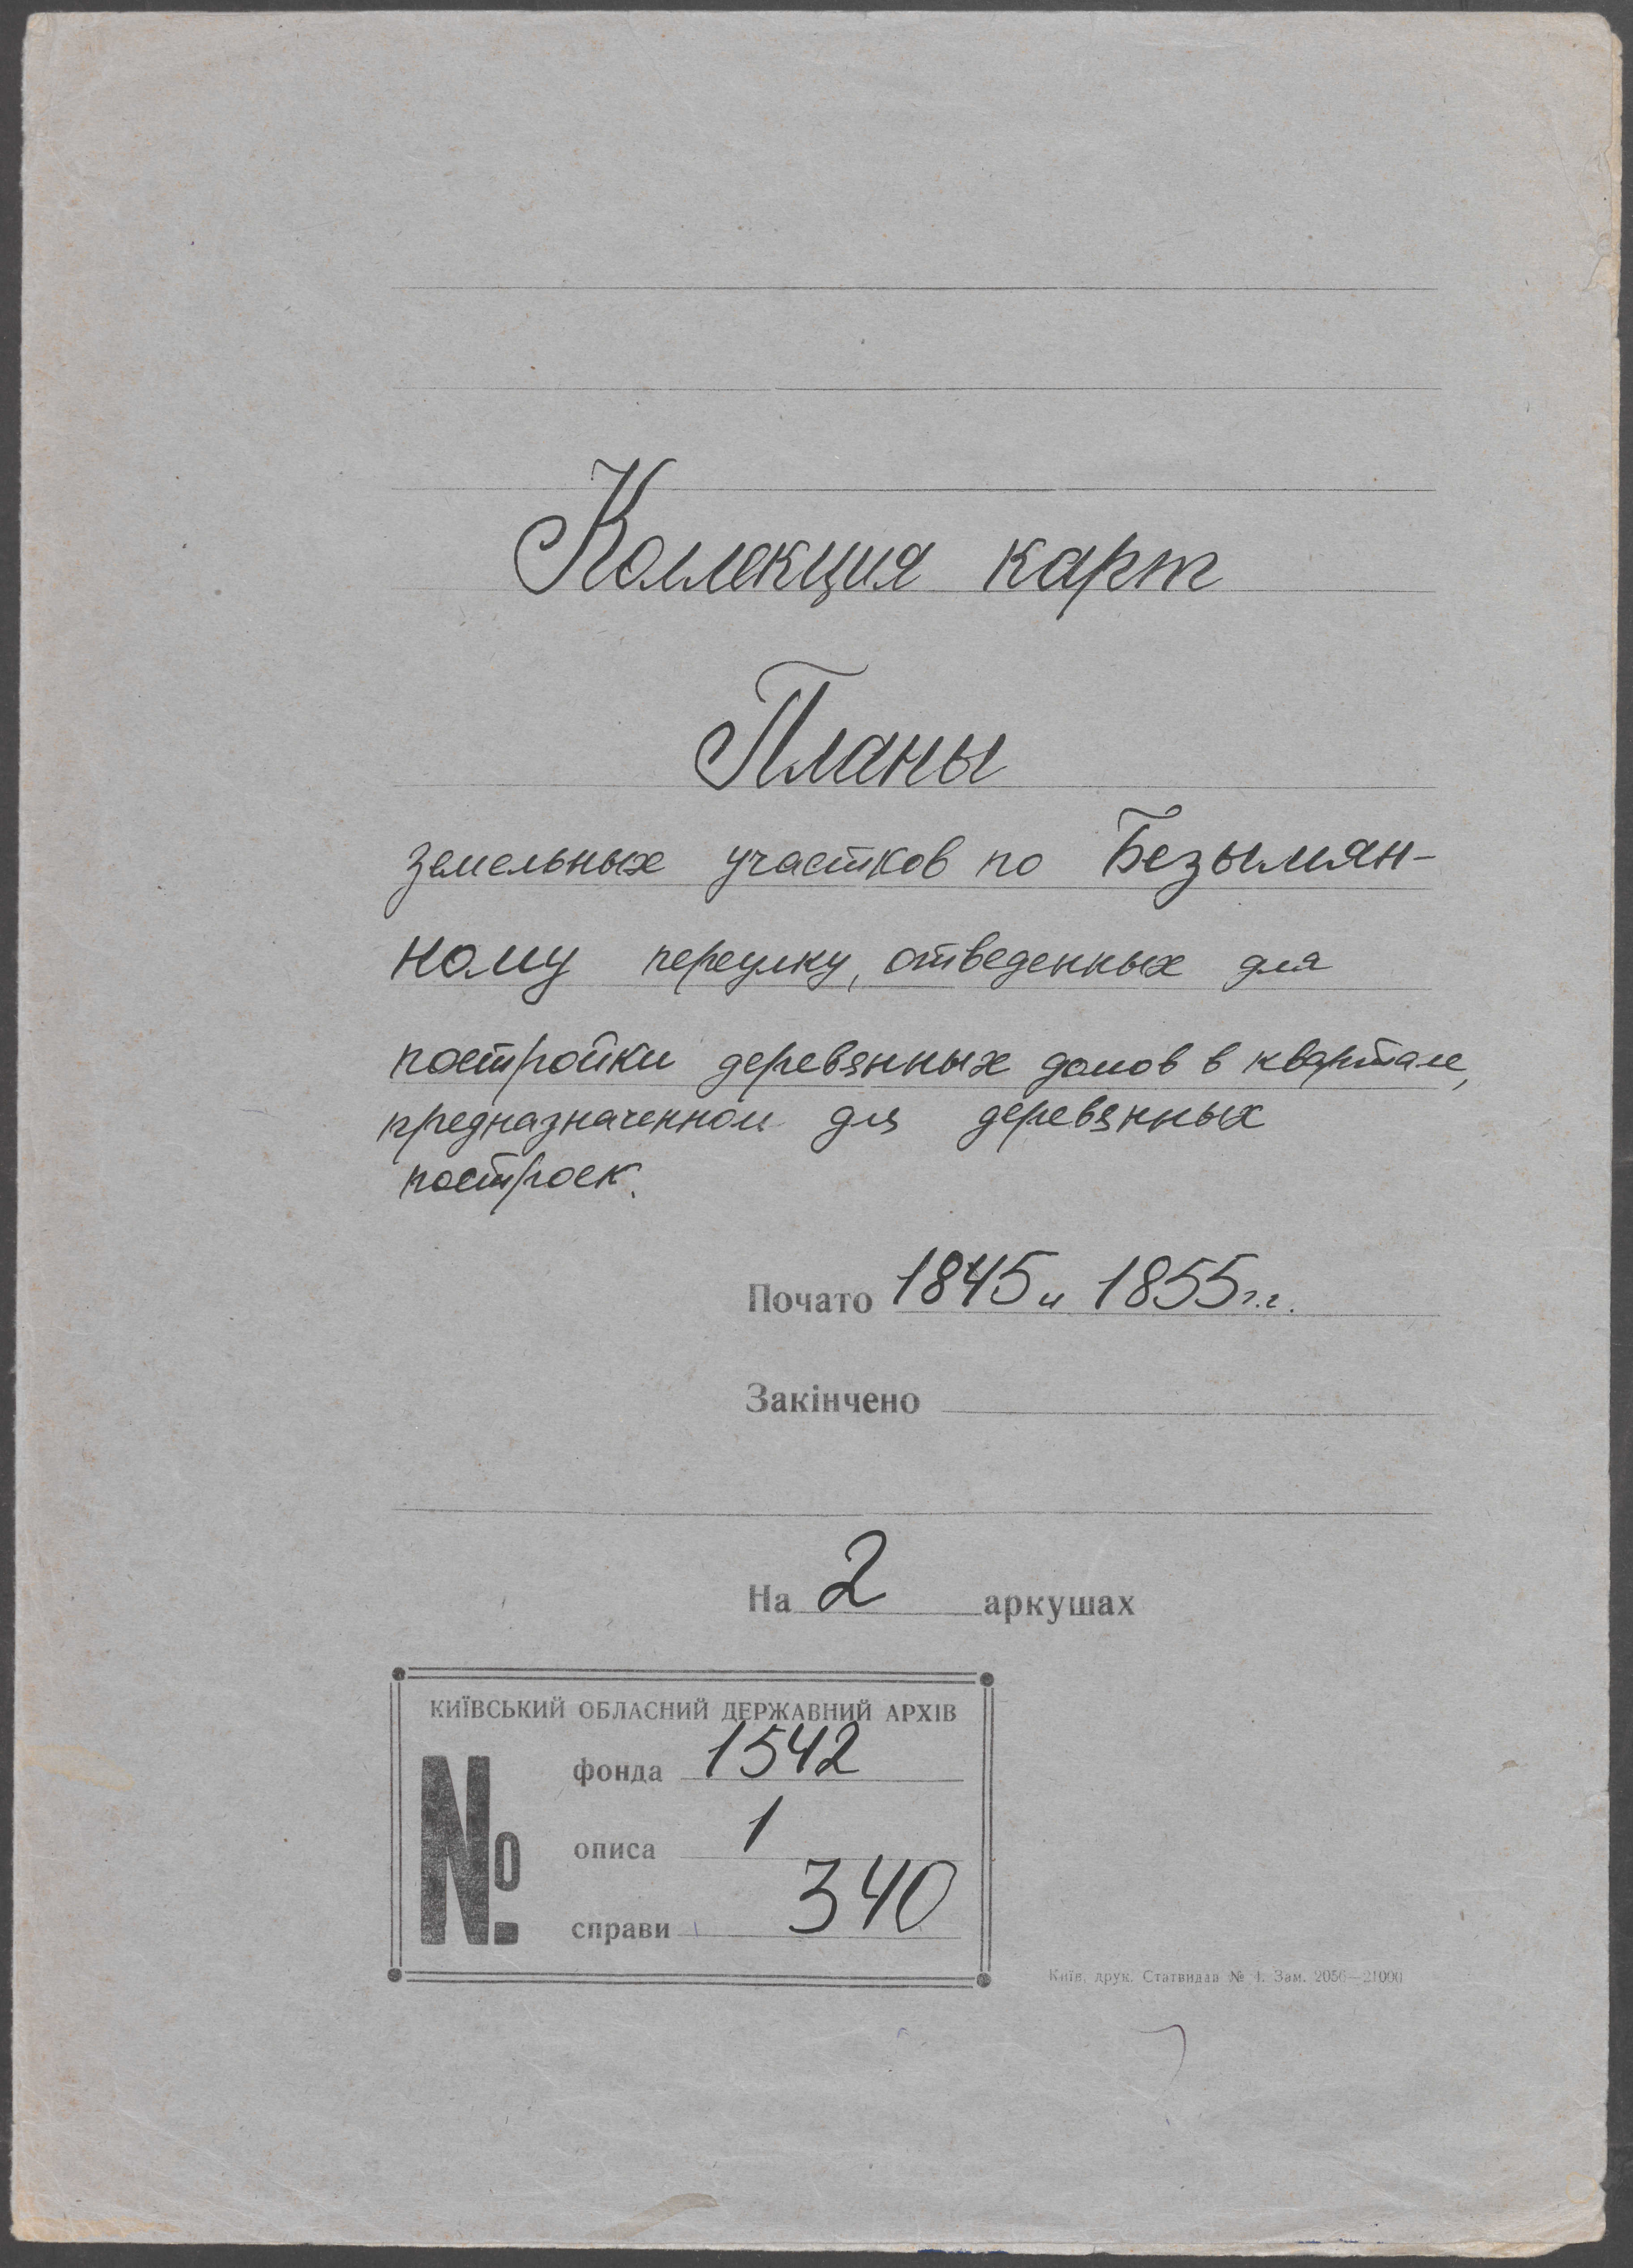 Коллекция карт
Планы
земельных участков по Безымян-
ному переулку, отведенных для
постройки деревянных домов в квартале,
предназначенном для деревянных
построек.
Почато 1845 и 1855 г.г.
Закінчено
На 2 аркушах
КИЇВСЬКИЙ ОБЛАСНИЙ ДЕРЖАВНИЙ АРХІВ
№ фонда 1542
описа 1
справи 340
Київ, друк. Статвидав № 1. Зам. 2056—21000